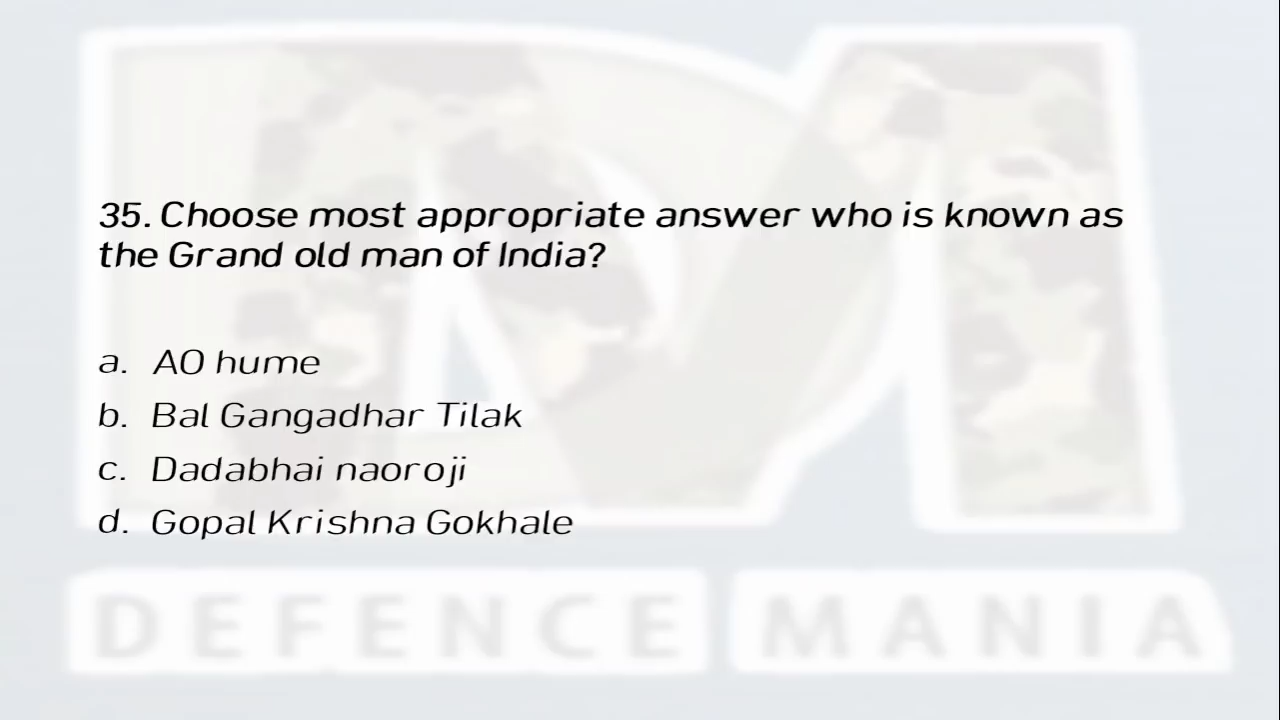 35. Choose most appropriate answer who is known as
the Grand old man of India?
a. AO hume
b. Bal Gangadhar Tilak
c. Dadabhai naoroji
d. Gopal Krishna Gokhale
DEFENCE MANIA